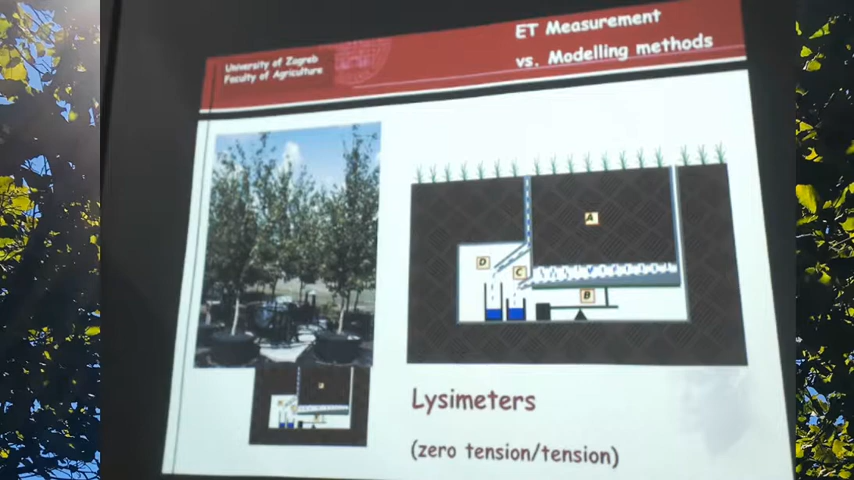 University of Zagreb
Faculty of Agriculture
ET Measurement
vs. Modelling methods
A
D
C
B
Lysimeters
(zero tension/tension)